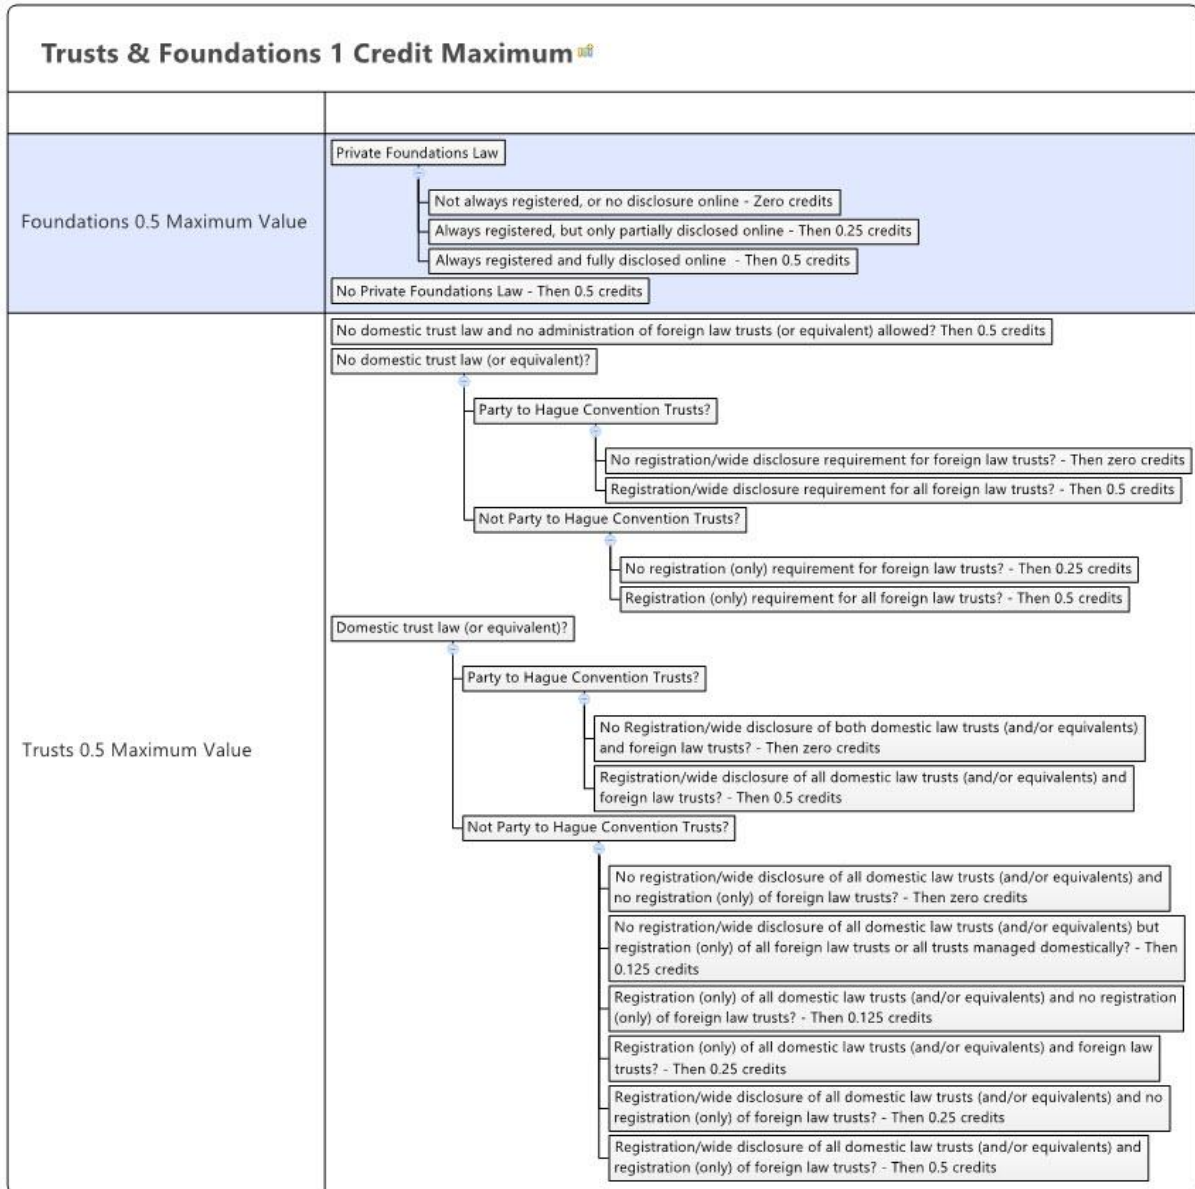 Trusts & Foundations 1 Credit Maximum
Foundations 0.5 Maximum Value
Private Foundations Law
Not always registered, or no disclosure online - Zero credits
Always registered, but only partially disclosed online - Then 0.25 credits
Always registered and fully disclosed online - Then 0.5 credits
No Private Foundations Law - Then 0.5 credits
Trusts 0.5 Maximum Value
No domestic trust law and no administration of foreign law trusts (or equivalent) allowed? Then 0.5 credits
No domestic trust law (or equivalent)?
Party to Hague Convention Trusts?
No registration/wide disclosure requirement for foreign law trusts? - Then zero credits
Registration/wide disclosure requirement for all foreign law trusts? - Then 0.5 credits
Not Party to Hague Convention Trusts?
No registration (only) requirement for foreign law trusts? - Then 0.25 credits
Registration (only) requirement for all foreign law trusts? - Then 0.5 credits
Domestic trust law (or equivalent)?
Party to Hague Convention Trusts?
No Registration/wide disclosure of both domestic law trusts (and/or equivalents)
and foreign law trusts? - Then zero credits
Registration/wide disclosure of all domestic law trusts (and/or equivalents) and
foreign law trusts? - Then 0.5 credits
Not Party to Hague Convention Trusts?
No registration/wide disclosure of all domestic law trusts (and/or equivalents) and
no registration (only) of foreign law trusts? - Then zero credits
No registration/wide disclosure of all domestic law trusts (and/or equivalents) but
registration (only) of all foreign law trusts or all trusts managed domestically? - Then
0.125 credits
Registration (only) of all domestic law trusts (and/or equivalents) and no registration
(only) of foreign law trusts? - Then 0.125 credits
Registration (only) of all domestic law trusts (and/or equivalents) and foreign law
trusts? - Then 0.25 credits
Registration/wide disclosure of all domestic law trusts (and/or equivalents) and no
registration (only) of foreign law trusts? - Then 0.25 credits
Registration/wide disclosure of all domestic law trusts (and/or equivalents) and
registration (only) of foreign law trusts? - Then 0.5 credits